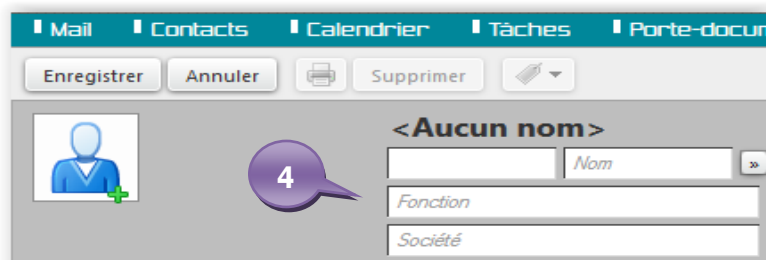 Mail Contacts Calendrier Tâches Porte-docum
Enregistrer Annuler Supprimer
<Aucun nom>
Nom »
4
Fonction
Société